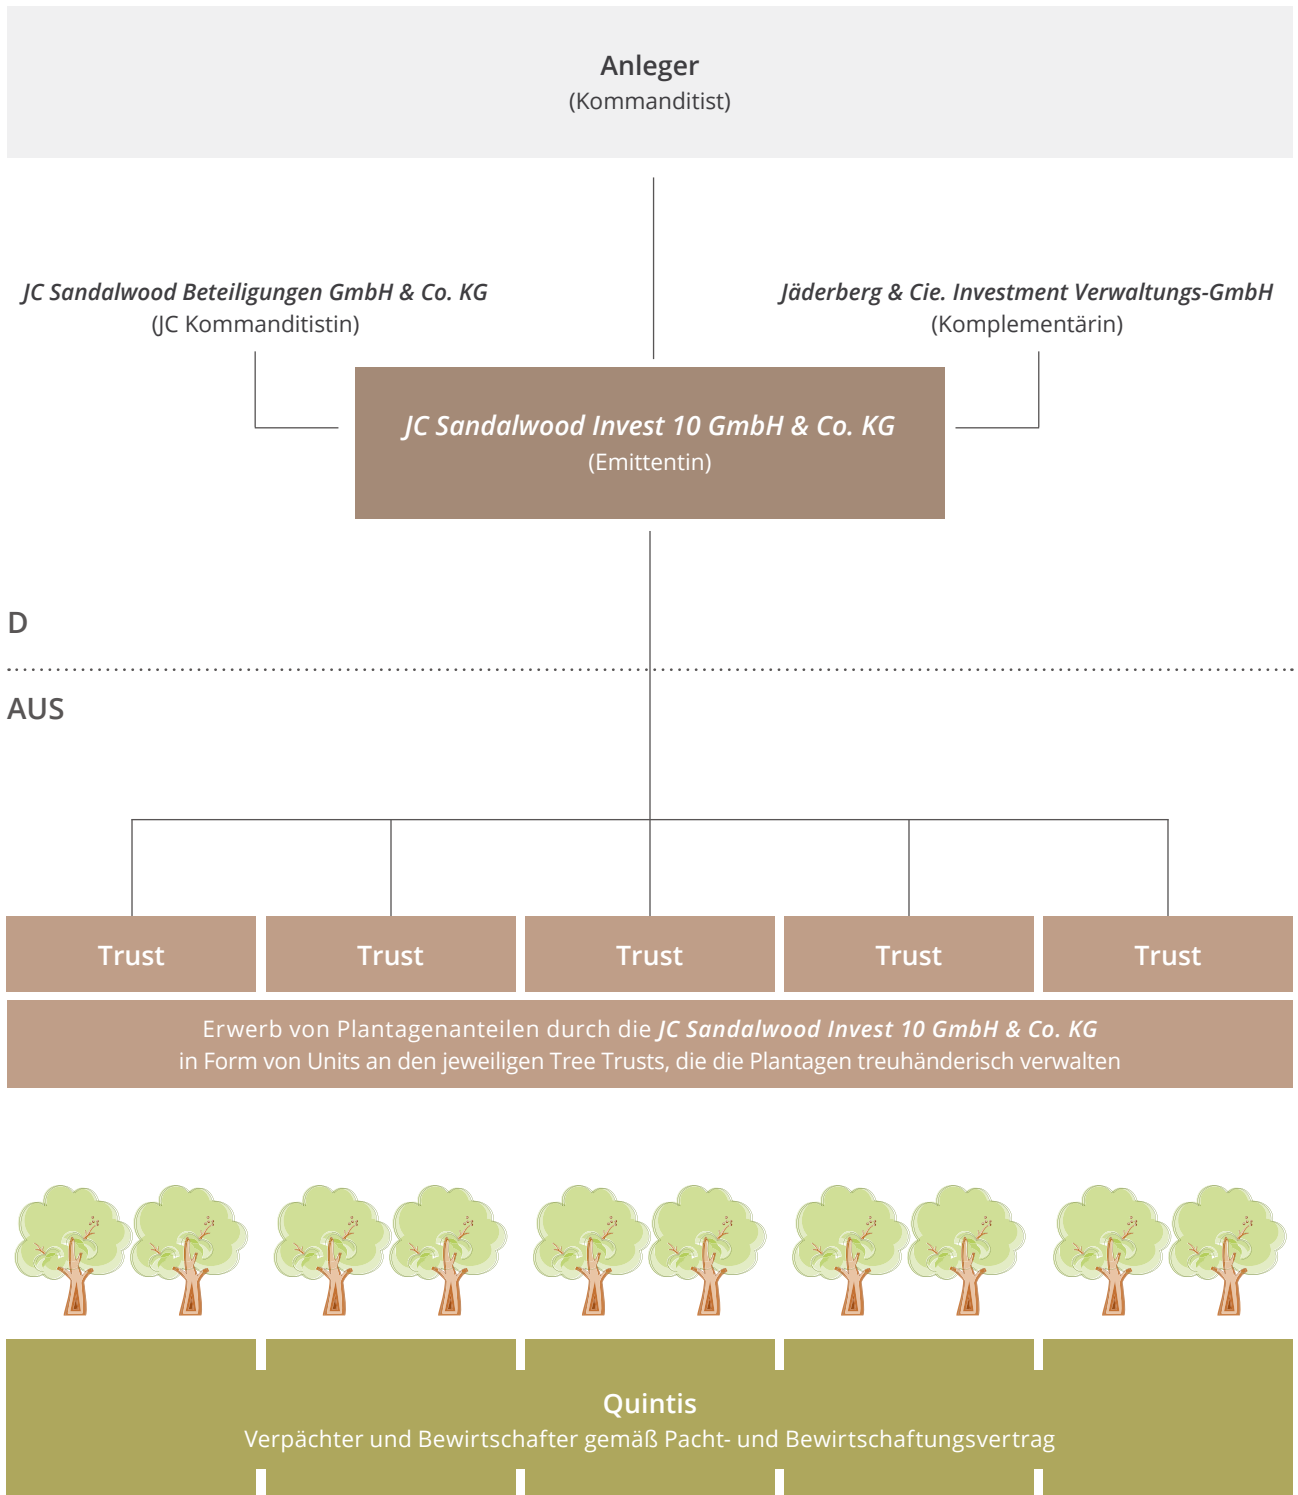 Anleger
(Kommanditist)
JC Sandalwood Beteiligungen GmbH & Co. KG
(JC Kommanditistin)
Jäderberg & Cie. Investment Verwaltungs-GmbH
(Komplementärin)
JC Sandalwood Invest 10 GmbH & Co. KG
(Emittentin)
D
AUS
Trust
Trust
Trust
Trust
Trust
Erwerb von Plantagenanteilen durch die JC Sandalwood Invest 10 GmbH & Co. KG
in Form von Units an den jeweiligen Tree Trusts, die die Plantagen treuhänderisch verwalten
Quintis
Verpächter und Bewirtschafter gemäß Pacht- und Bewirtschaftungsvertrag